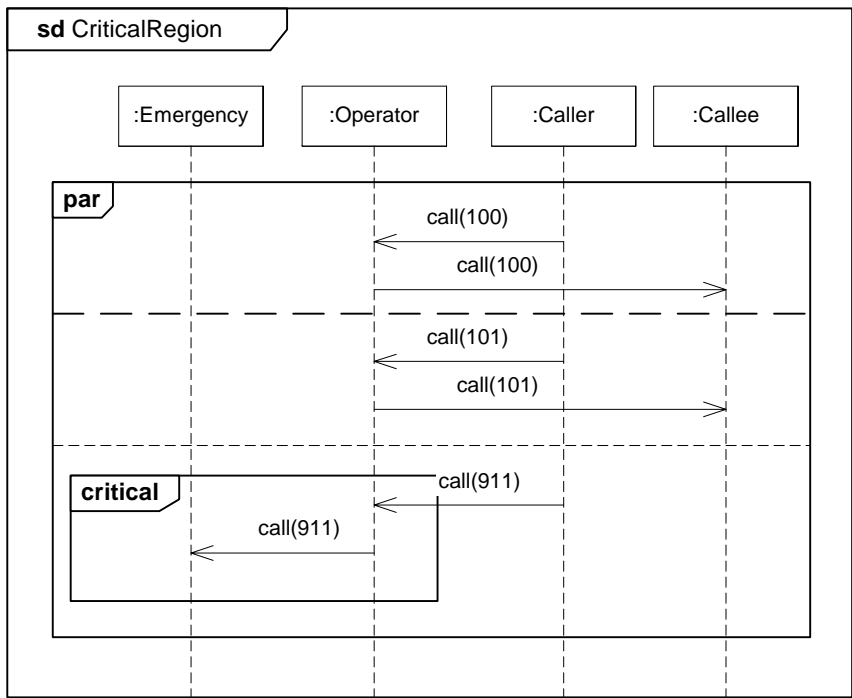 sd CriticalRegion
:Emergency :Operator :Caller :Callee
par
call(100)
call(100)
call(101)
call(101)
critical
call(911)
call(911)